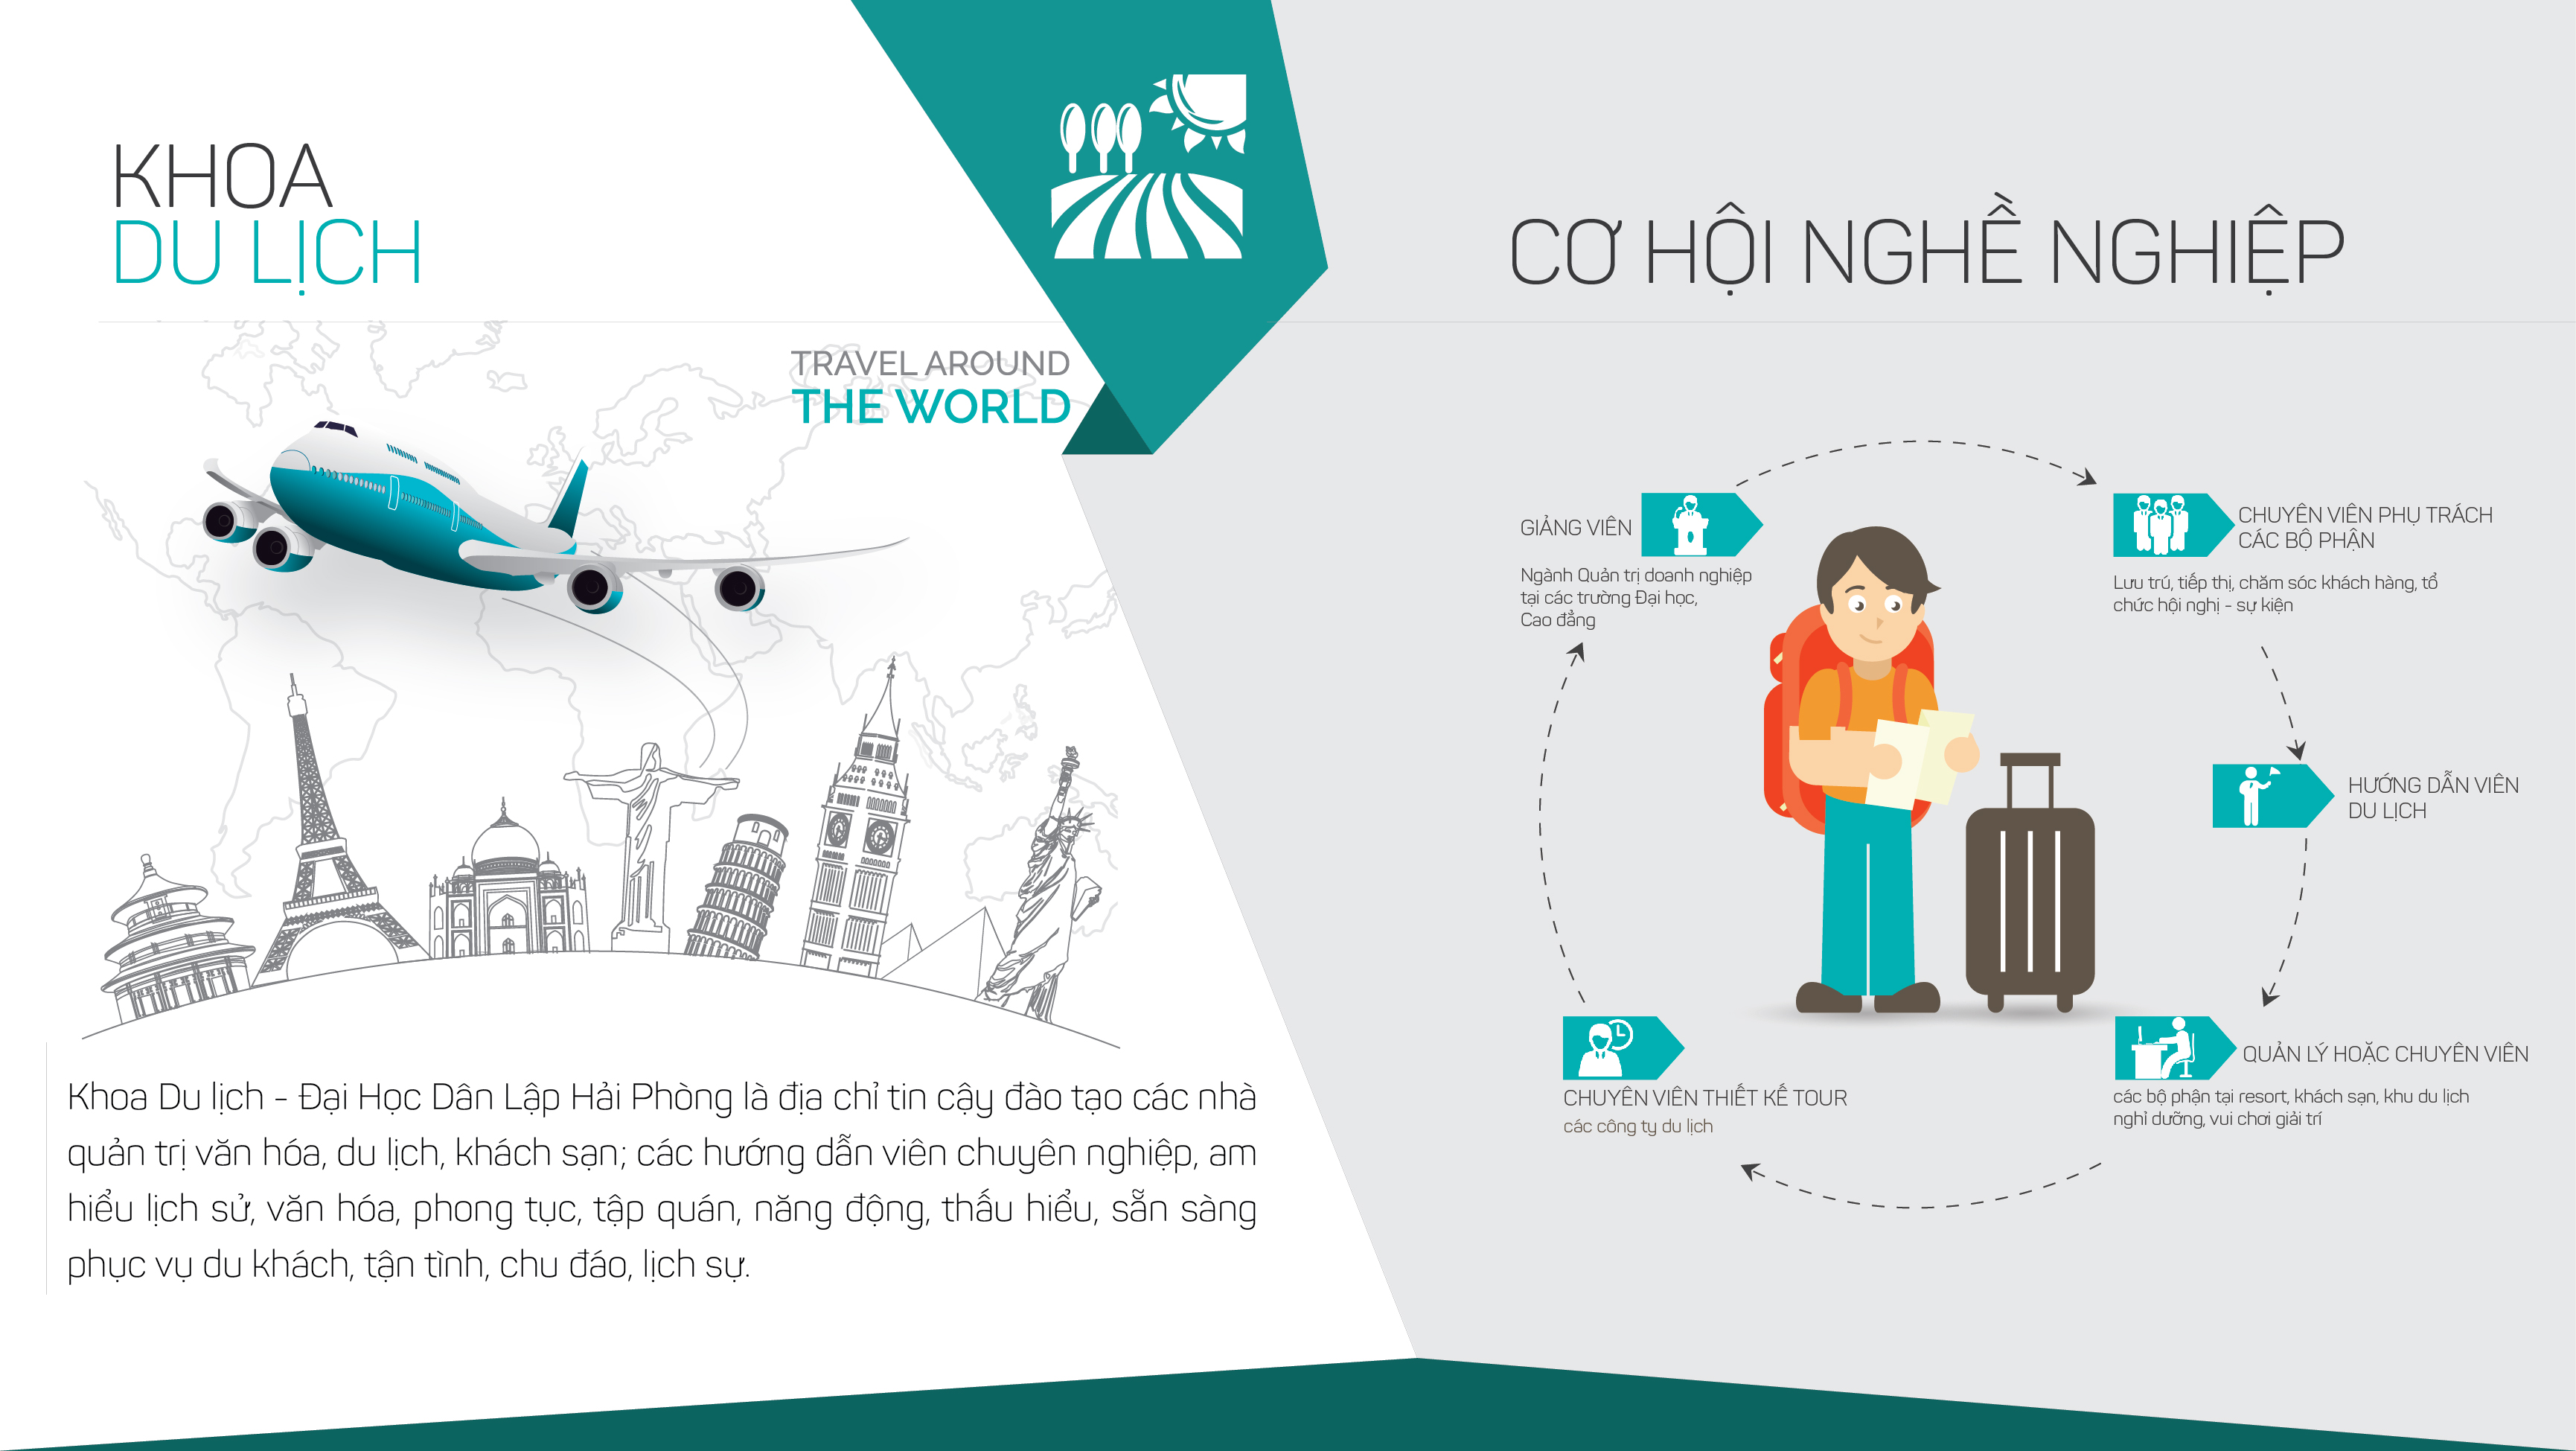 KHOA
DU LỊCH
TRAVEL AROUND
THE WORLD
Khoa Du lịch - Đại Học Dân Lập Hải Phòng là địa chỉ tin cậy đào tạo các nhà
quản trị văn hóa, du lịch, khách sạn; các hướng dẫn viên chuyên nghiệp, am
hiểu lịch sử, văn hóa, phong tục, tập quán, năng động, thấu hiểu, sẵn sàng
phục vụ du khách, tận tình, chu đáo, lịch sự.
CƠ HỘI NGHỀ NGHIỆP
GIẢNG VIÊN
Ngành Quản trị doanh nghiệp
tại các trường Đại học,
Cao đẳng
CHUYÊN VIÊN PHỤ TRÁCH
CÁC BỘ PHẬN
Lưu trú, tiếp thị, chăm sóc khách hàng, tổ
chức hội nghị - sự kiện
HƯỚNG DẪN VIÊN
DU LỊCH
QUẢN LÝ HOẶC CHUYÊN VIÊN
các bộ phận tại resort, khách sạn, khu du lịch
nghỉ dưỡng, vui chơi giải trí
CHUYÊN VIÊN THIẾT KẾ TOUR
các công ty du lịch